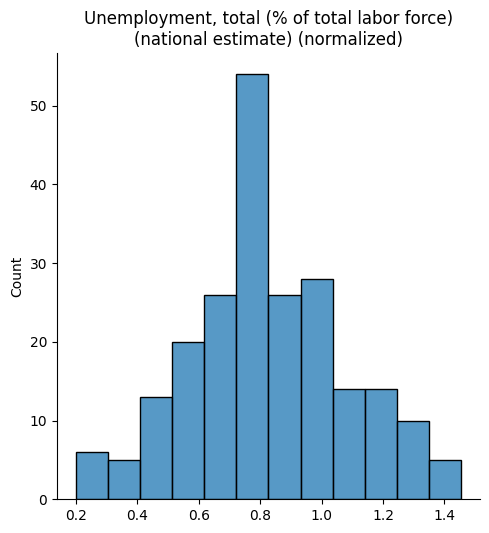 Unemployment, total (% of total labor force)
(national estimate) (normalized)
50
40
30
20
10
0
Count
0.2 0.4 0.6 0.8 1.0 1.2 1.4